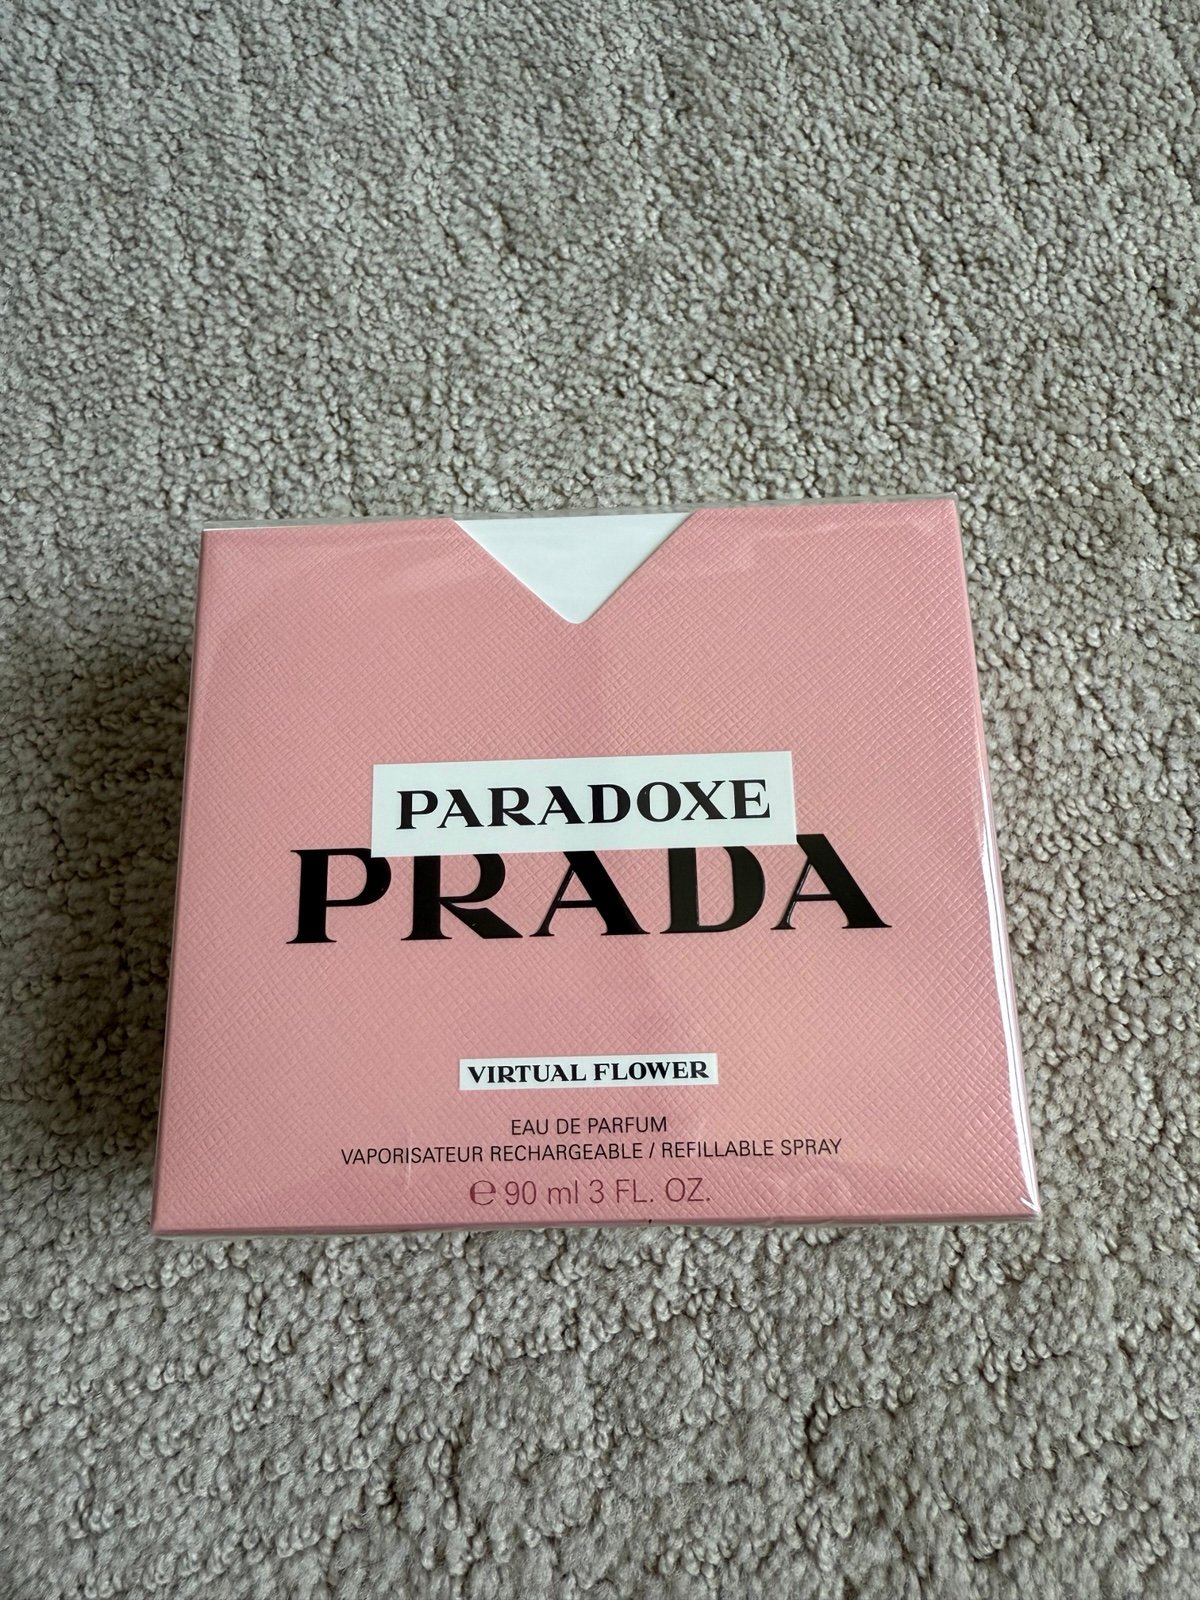 PARADOXE
PRADA
VIRTUAL FLOWER
EAU DE PARFUM
VAPORISATEUR RECHARGEABLE / REFILLABLE SPRAY
℮ 90 ml 3 FL. OZ.